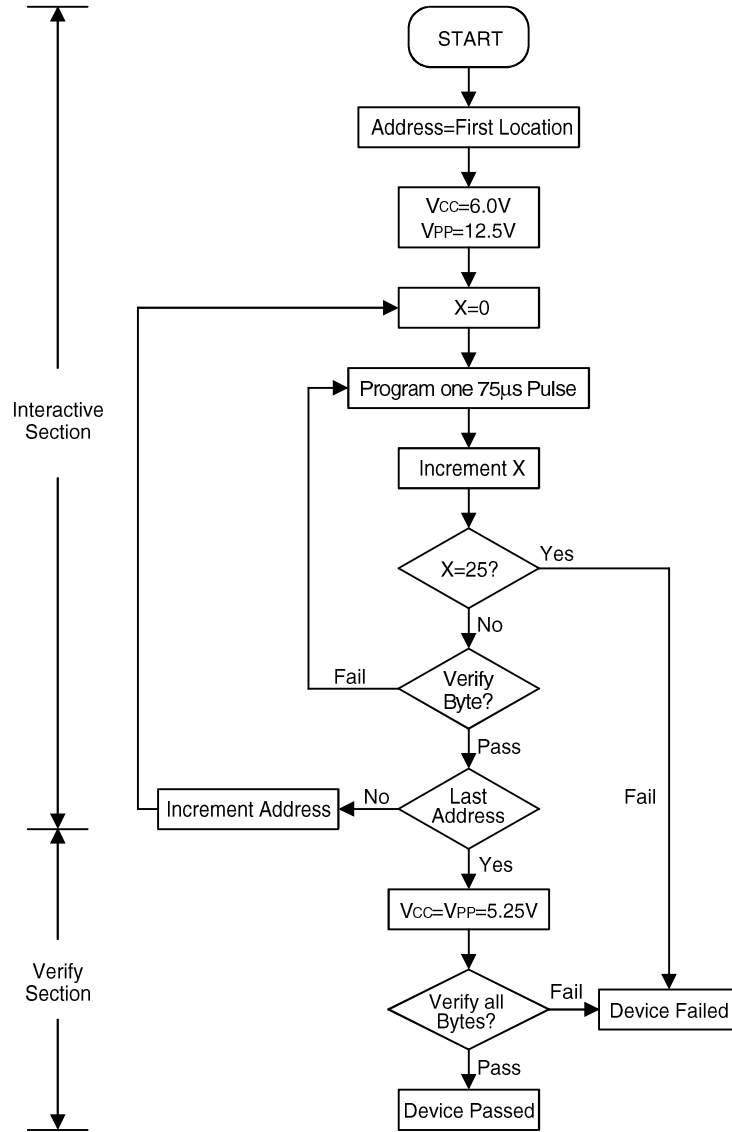 START
Address=First Location
VCC=6.0V
VPP=12.5V
X=0
Program one 75μs Pulse
Interactive
Section
Increment X
X=25?
Yes
No
Verify
Byte?
Fail
Pass
Last
Address
No
Increment Address
Fail
Yes
VCC=VPP=5.25V
Verify
Section
Verify all
Bytes?
Fail
Device Failed
Pass
Device Passed